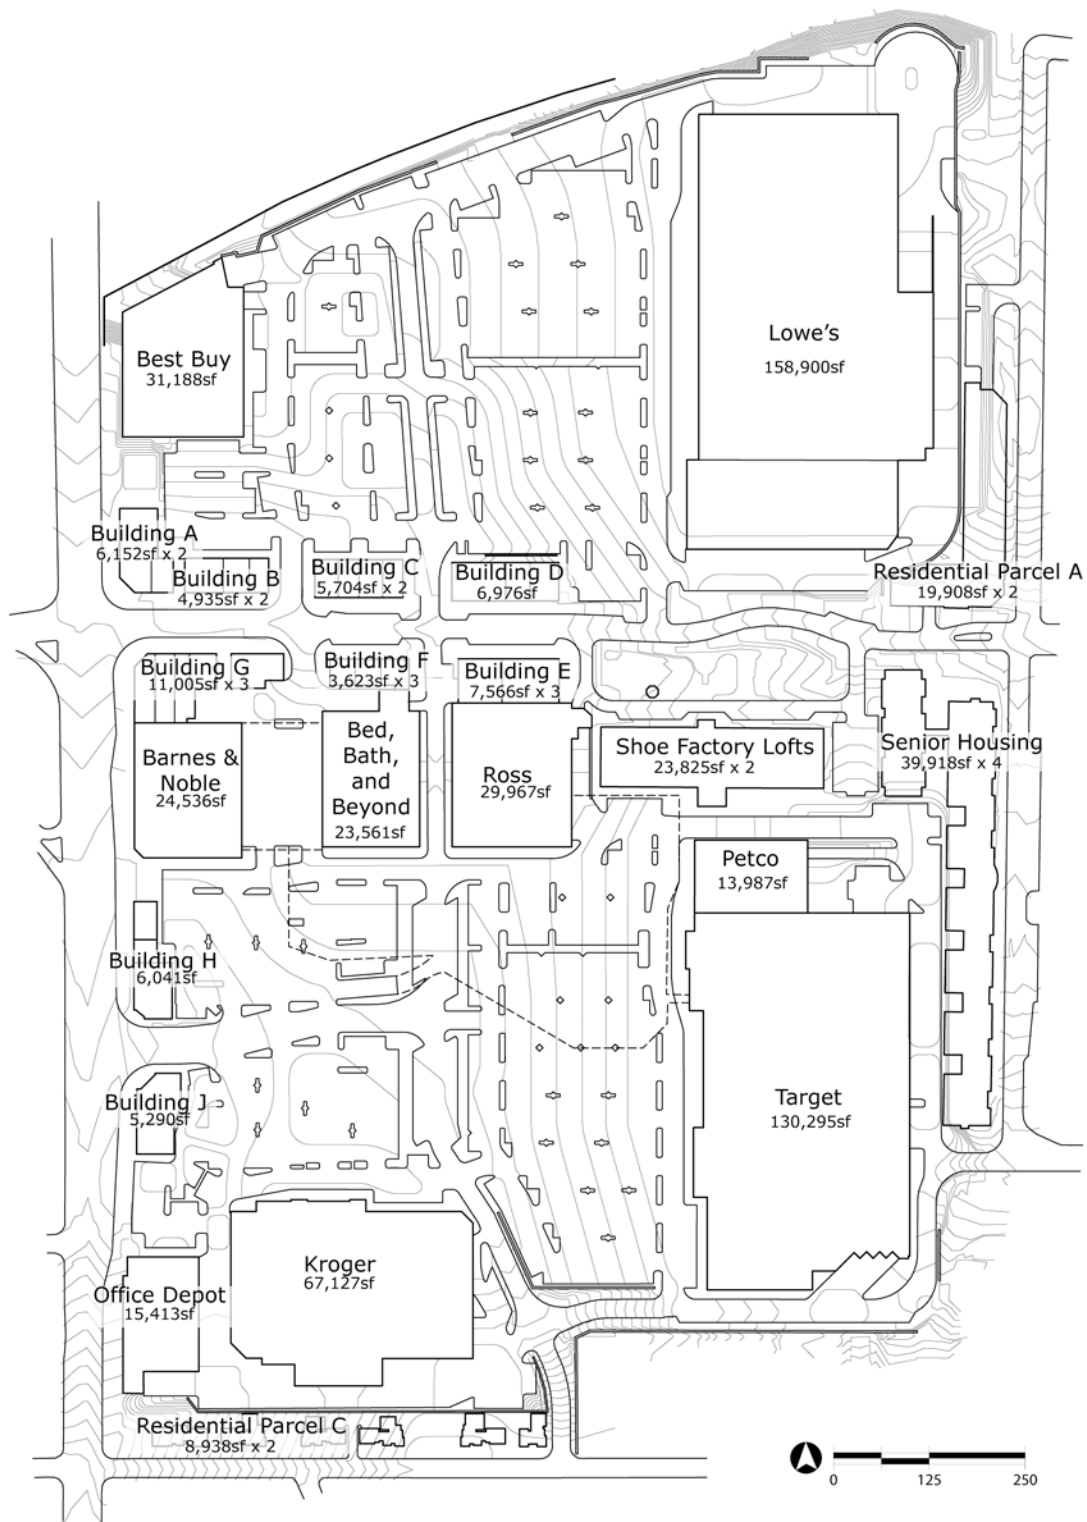 Lowe's
158,900sf
Best Buy
31,188sf
Building A
6,152sf x 2
Building B
4,935sf x 2
Building C
5,704sf x 2
Building D
6,976sf
Residential Parcel A
19,908sf x 2
Building G
11,005sf x 3
Building F
3,623sf x 3
Building E
7,566sf x 3
Barnes &
Noble
24,536sf
Bed,
Bath,
and
Beyond
23,561sf
Ross
29,967sf
Shoe Factory Lofts
23,825sf x 2
Senior Housing
39,918sf x 4
Petco
13,987sf
Building H
6,041sf
Building J
5,290sf
Target
130,295sf
Kroger
67,127sf
Office Depot
15,413sf
Residential Parcel C
8,938sf x 2
0 125 250